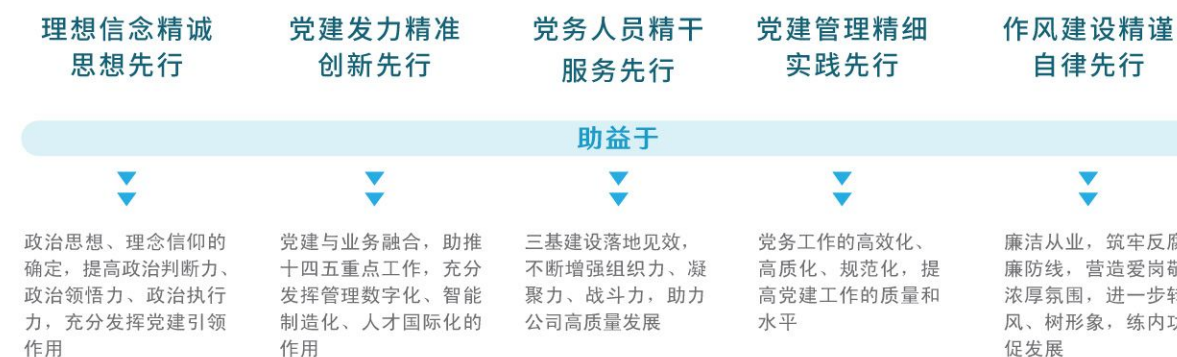 理想信念精诚
思想先行
党建发力精准
创新先行
党务人员精干
服务先行
党建管理精细
实践先行
作风建设精谨
自律先行
助益于
政治思想、理念信仰的
确定，提高政治判断力、
政治领悟力、政治执行
力，充分发挥党建引领
作用
党建与业务融合，助推
十四五重点工作，充分
发挥管理数字化、智能
制造化、人才国际化的
作用
三基建设落地见效，
不断增强组织力、凝
聚力、战斗力，助力
公司高质量发展
党务工作的高效化、
高质化、规范化，提
高党建工作的质量和
水平
廉洁从业，筑牢反腐
廉防线，营造爱岗敬
浓厚氛围，进一步转
风、树形象，练内功
促发展